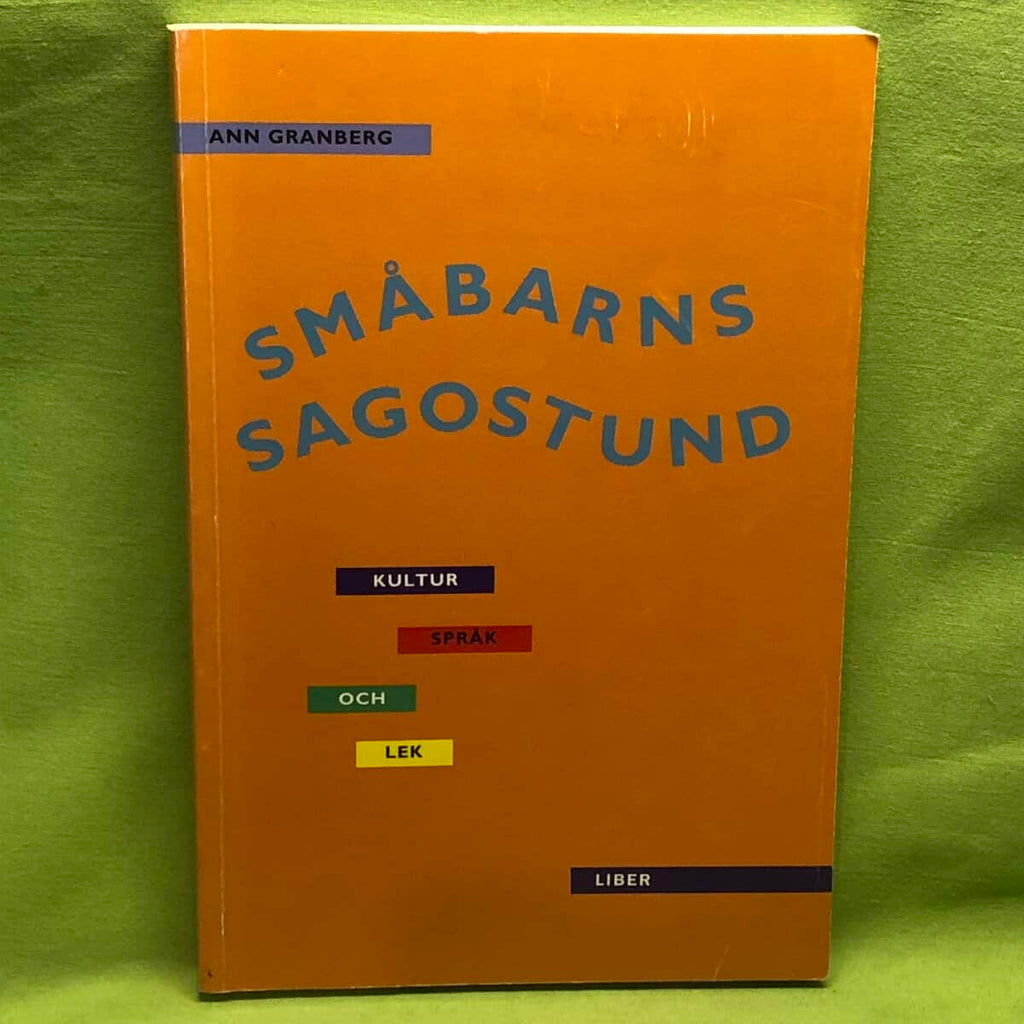 ANN GRANBERG
SMÅBARNS
SAGOSTUND
KULTUR
SPRÅK
OCH
LEK
LIBER